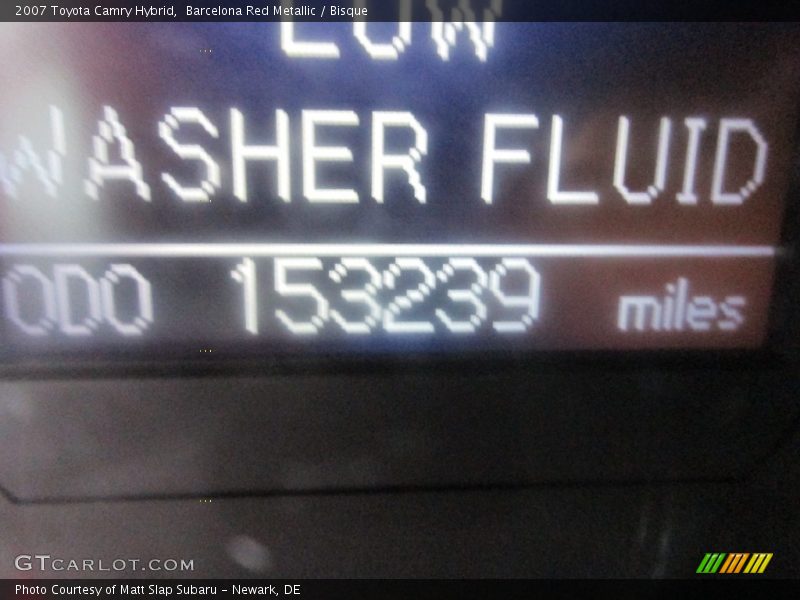 2007 Toyota Camry Hybrid, Barcelona Red Metallic / Bisque
LOW
WASHER FLUID
ODO 153239 miles
GTCARLOT.COM
Photo Courtesy of Matt Slap Subaru - Newark, DE